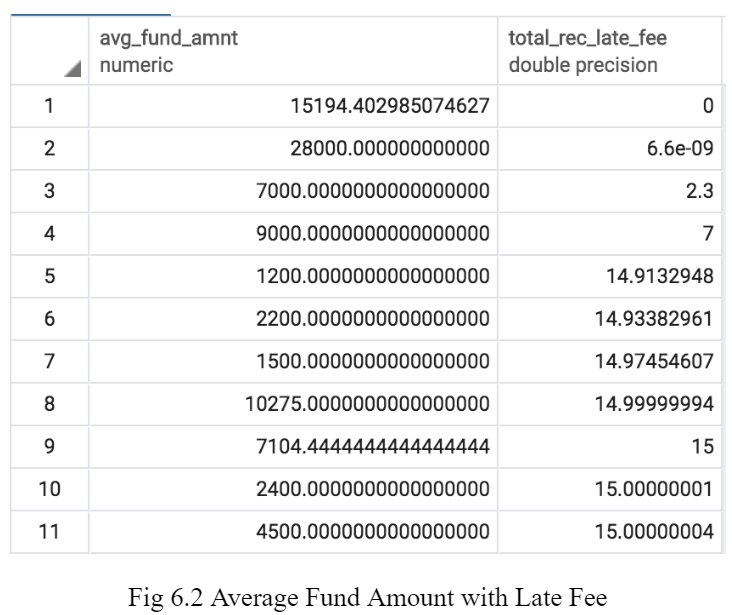 avg_fund_amnt total_rec_late_fee
numeric double precision
1 15194.402985074627 0
2 28000.000000000000 6.6e-09
3 7000.0000000000000000 2.3
4 9000.0000000000000000 7
5 1200.0000000000000000 14.9132948
6 2200.0000000000000000 14.93382961
7 1500.0000000000000000 14.97454607
8 10275.0000000000000000 14.99999994
9 7104.4444444444444444 15
10 2400.0000000000000000 15.00000001
11 4500.0000000000000000 15.00000004
Fig 6.2 Average Fund Amount with Late Fee